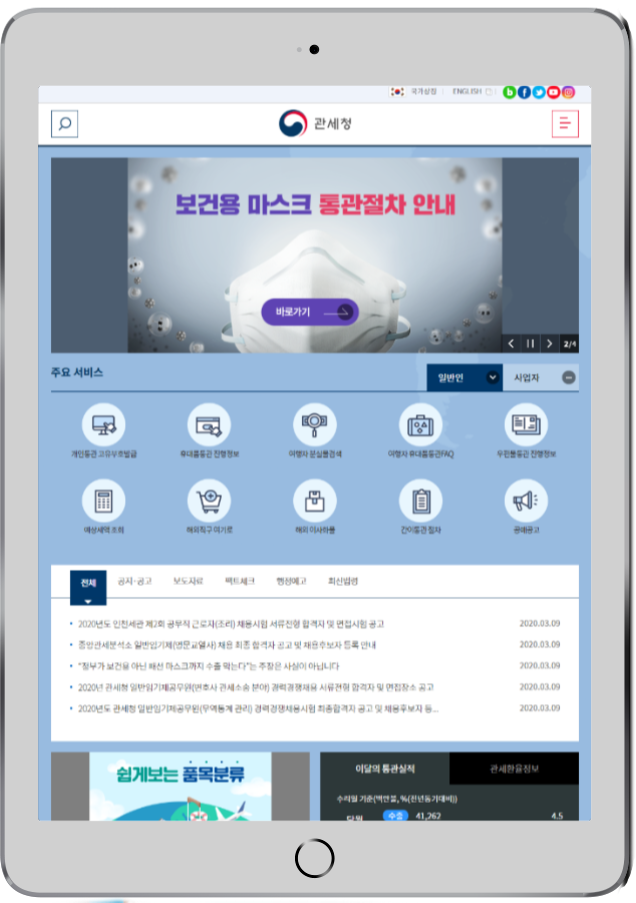 국가상징 ENGLISH
관세청
보건용 마스크 통관절차 안내
바로가기
2/4
주요 서비스
일반인
사업자
개인통관 고유부호발급
휴대품통관 진행정보
여행자 분실물검색
여행자 휴대품통관FAQ
우편물통관 진행정보
예상세액 조회
해외직구 여기로
해외 이사화물
간이통관 절차
공매공고
전체 공지·공고 보도자료 팩트체크 행정예고 최신법령
2020년도 인천세관 제2회 공무직 근로자(조리) 채용시험 서류전형 합격자 및 면접시험 공고 2020.03.09
중앙관세분석소 일반임기제(영문교열사) 채용 최종 합격자 공고 및 채용후보자 등록 안내 2020.03.09
"정부가 보건용 아닌 해산 마스크까지 수출 막는다"는 주장은 사실이 아닙니다 2020.03.09
2020년 관세청 일반임기제공무원(변호사 관세소송 분야) 경력경쟁채용 서류전형 합격자 및 면접장소 공고 2020.03.09
2020년도 관세청 일반임기제공무원(무역통계 관리) 경력경쟁채용시험 최종합격자 공고 및 채용후보자 등... 2020.03.09
쉽게보는 품목분류
이달의 통관실적
관세환율정보
수리일 기준(백만불, %(전년동기대비))
당월 수출 41,262 4.5